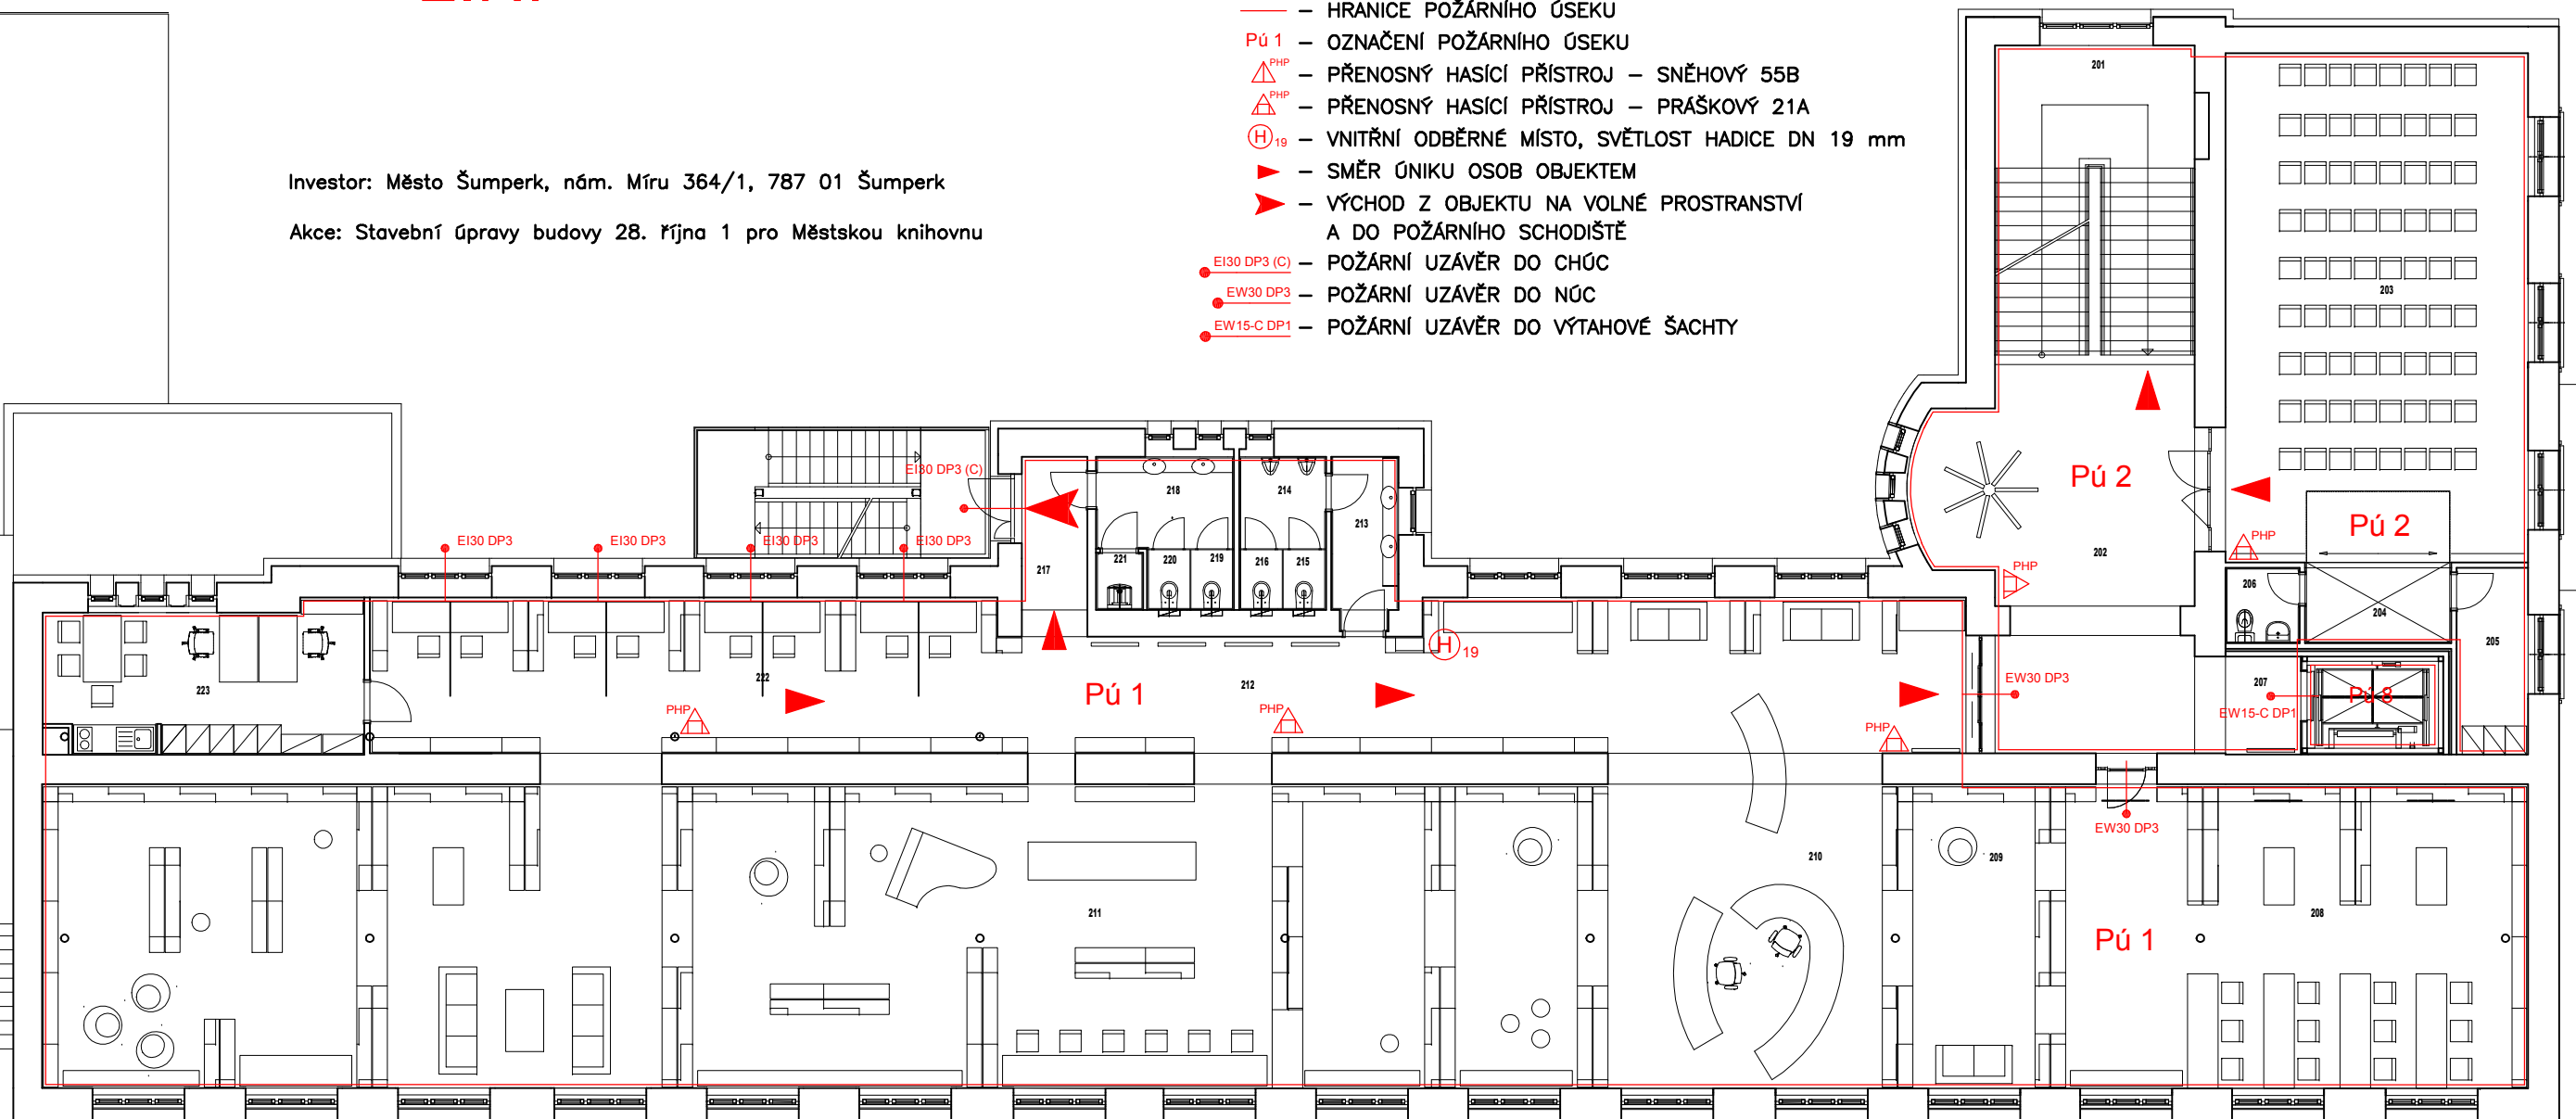 HRANICE POŽÁRNÍHO ÚSEKU
Pú 1 – OZNAČENÍ POŽÁRNÍHO ÚSEKU
PHP – PŘENOSNÝ HASÍCÍ PŘÍSTROJ – SNĚHOVÝ 55B
PHP – PŘENOSNÝ HASÍCÍ PŘÍSTROJ – PRÁŠKOVÝ 21A
H 19 – VNITŘNÍ ODBĚRNÉ MÍSTO, SVĚTLOST HADICE DN 19 mm
– SMĚR ÚNIKU OSOB OBJEKTEM
– VÝCHOD Z OBJEKTU NA VOLNÉ PROSTRANSTVÍ
A DO POŽÁRNÍHO SCHODIŠTĚ
EI30 DP3 (C) – POŽÁRNÍ UZÁVĚR DO CHÚC
EW30 DP3 – POŽÁRNÍ UZÁVĚR DO NÚC
EW15-C DP1 – POŽÁRNÍ UZÁVĚR DO VÝTAHOVÉ ŠACHTY
Investor: Město Šumperk, nám. Míru 364/1, 787 01 Šumperk
Akce: Stavební úpravy budovy 28. října 1 pro Městskou knihovnu
201
203
EI30 DP3 (C)
218
214
213
Pú 2
Pú 2
EI30 DP3
EI30 DP3
EI30 DP3
EI30 DP3
PHP
202
217
221
220
219
216
215
PHP
206
204
205
H 19
223
222
212
Pú 1
EW30 DP3
207
Pú 8
EW15-C DP1
PHP
PHP
PHP
EW30 DP3
210
209
211
208
Pú 1